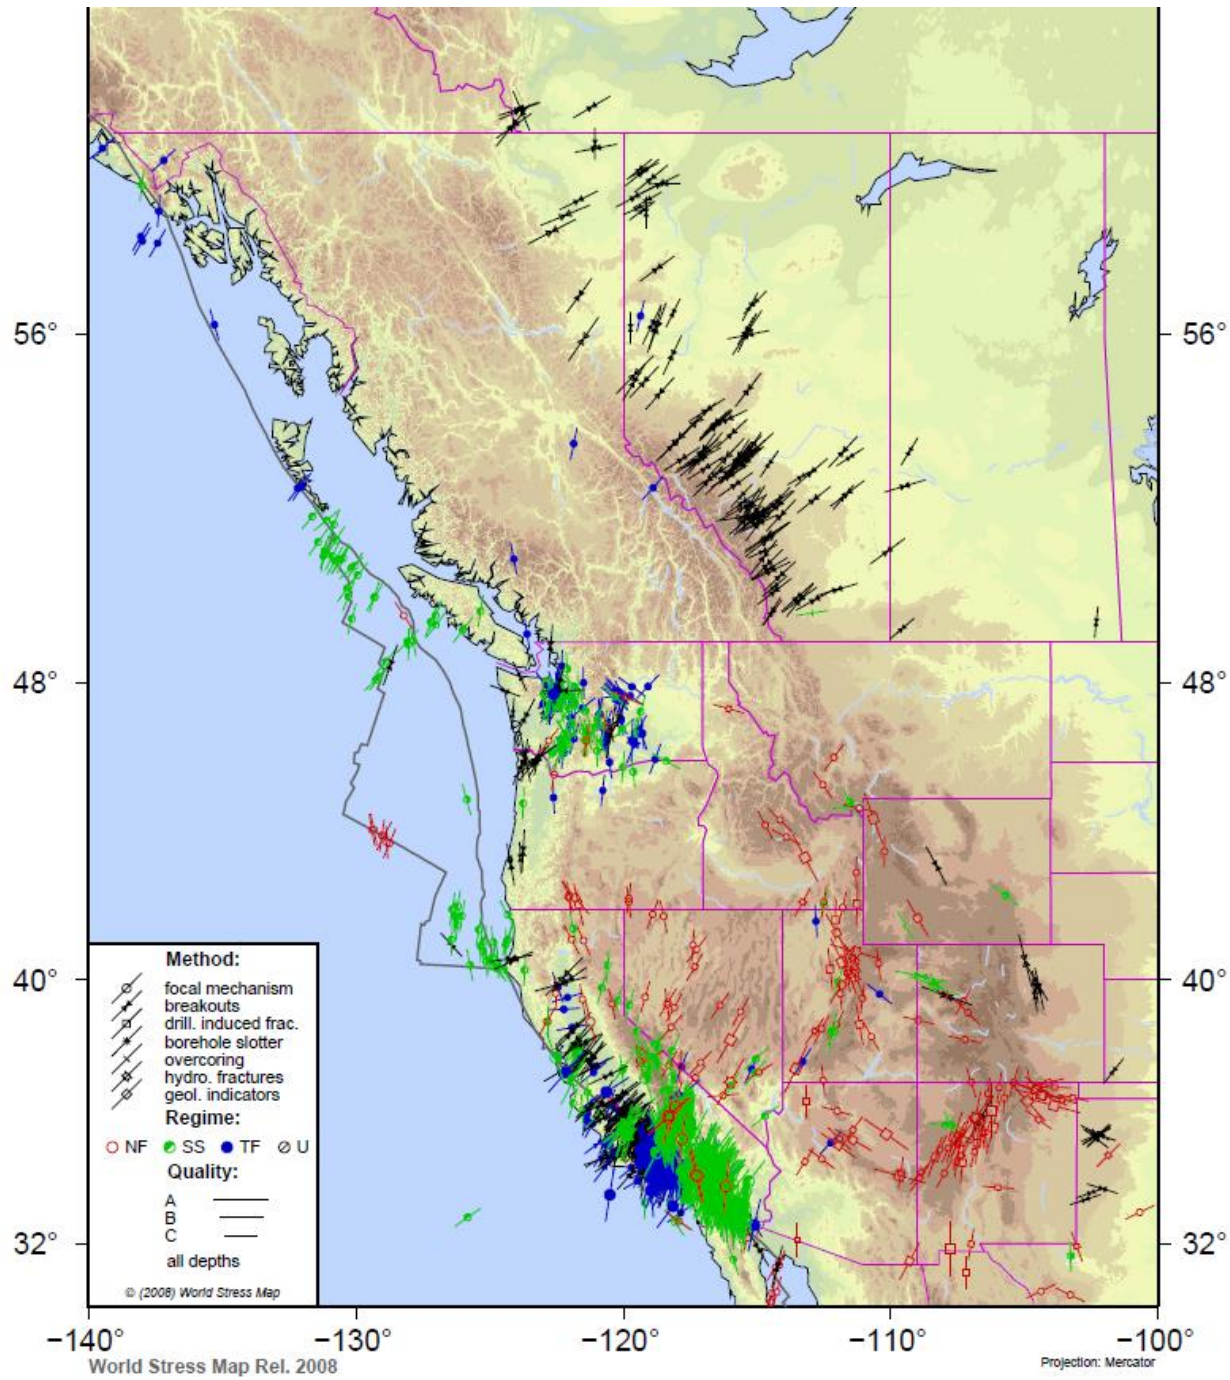 56°
56°
48°
48°
40°
40°
32°
32°
Method:
focal mechanism
breakouts
drill. induced frac.
borehole slotter
overcoring
hydro. fractures
geol. indicators
Regime:
NF SS TF U
Quality:
A
B
C
all depths
© (2008) World Stress Map
−140° −130° −120° −110° −100°
World Stress Map Rel. 2008
Projection: Mercator